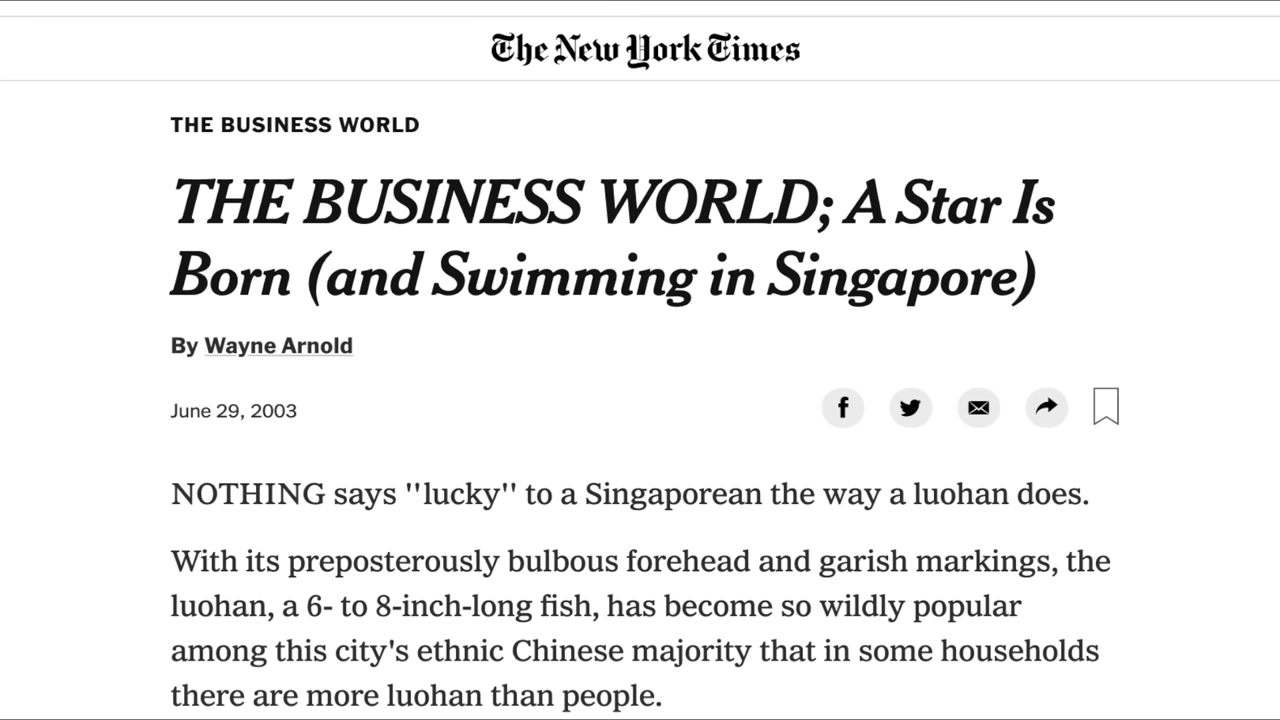 The New York Times
THE BUSINESS WORLD
THE BUSINESS WORLD; A Star Is
Born (and Swimming in Singapore)
By Wayne Arnold
June 29, 2003
NOTHING says ''lucky'' to a Singaporean the way a luohan does.
With its preposterously bulbous forehead and garish markings, the
luohan, a 6- to 8-inch-long fish, has become so wildly popular
among this city's ethnic Chinese majority that in some households
there are more luohan than people.